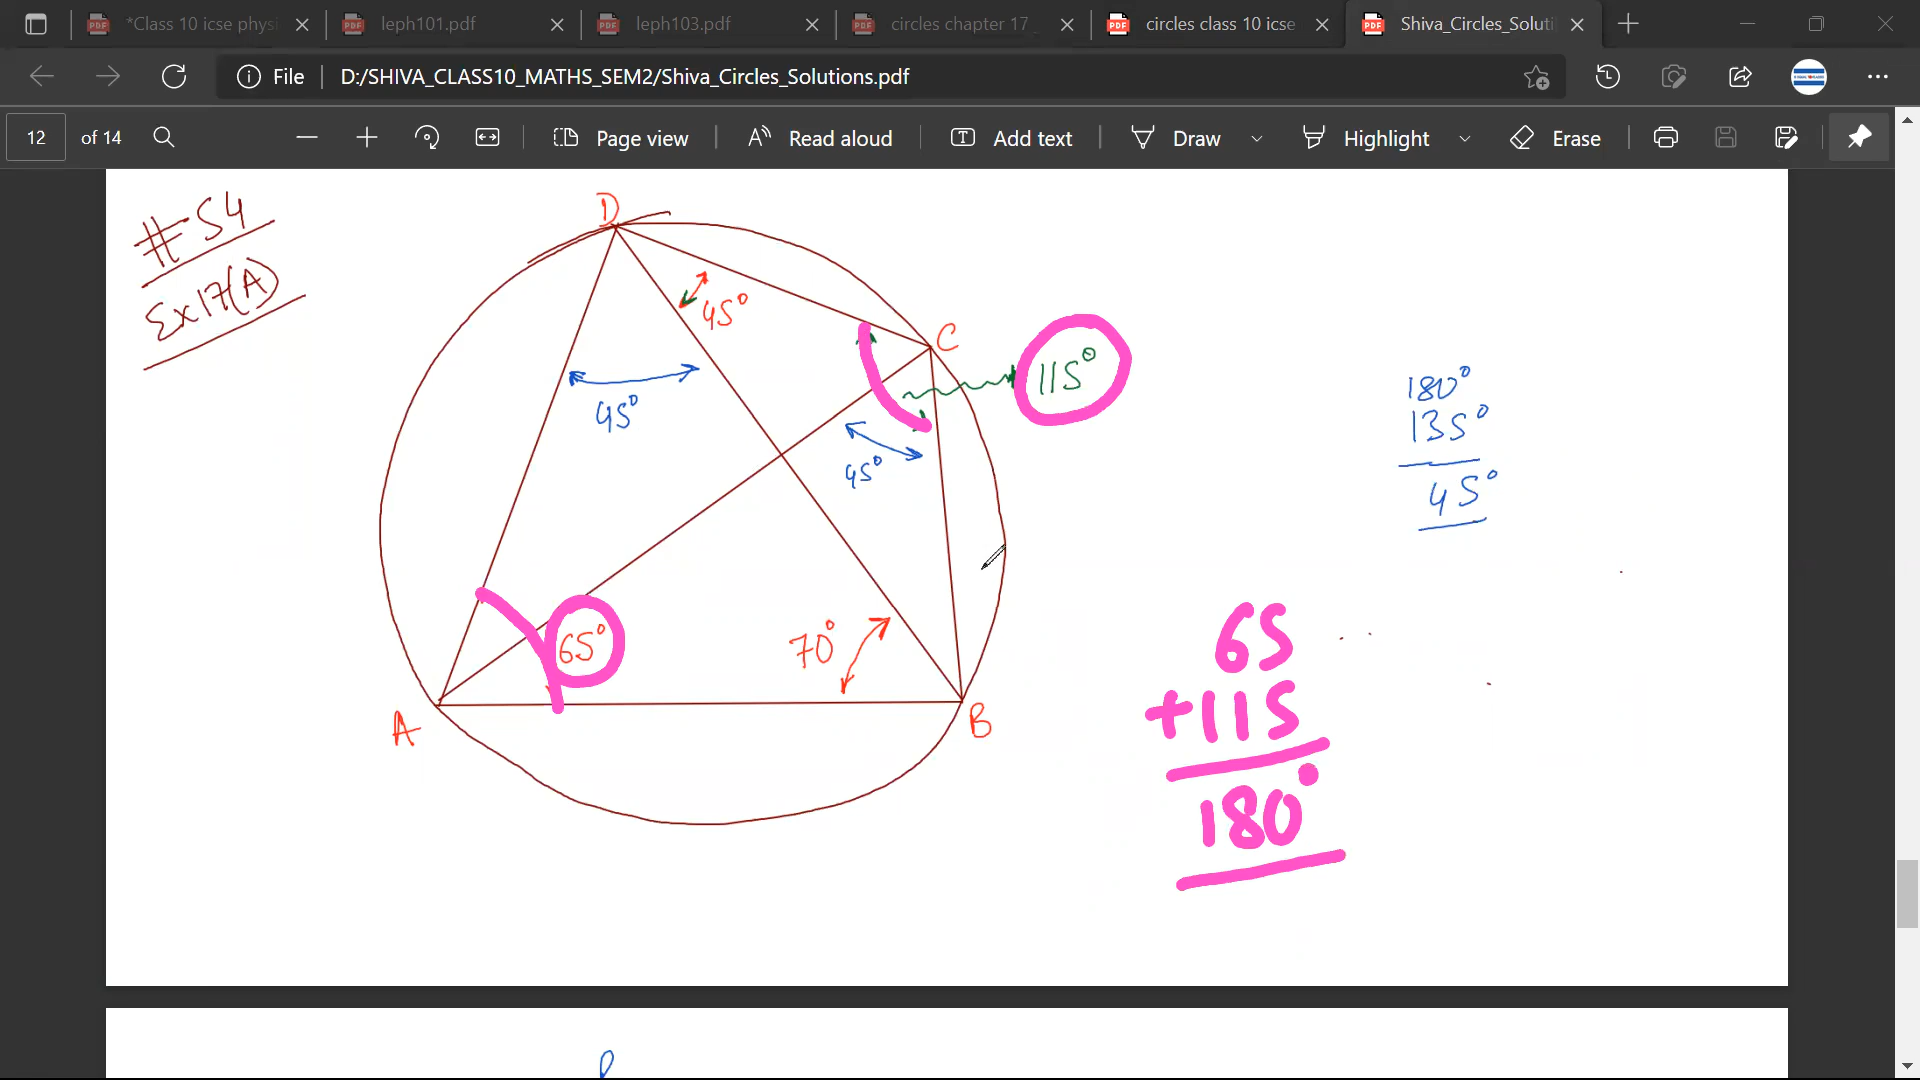 *Class 10 icse physi
leph101.pdf
leph103.pdf
circles chapter 17
circles class 10 icse
Shiva_Circles_Soluti
File
D:/SHIVA_CLASS10_MATHS_SEM2/Shiva_Circles_Solutions.pdf
12 of 14
Page view
Read aloud
Add text
Draw
Highlight
Erase
#54
Ex17(A)
D
45°
C
115°
45°
45°
180°
135°
45°
65°
70°
A
B
65
+115
180°